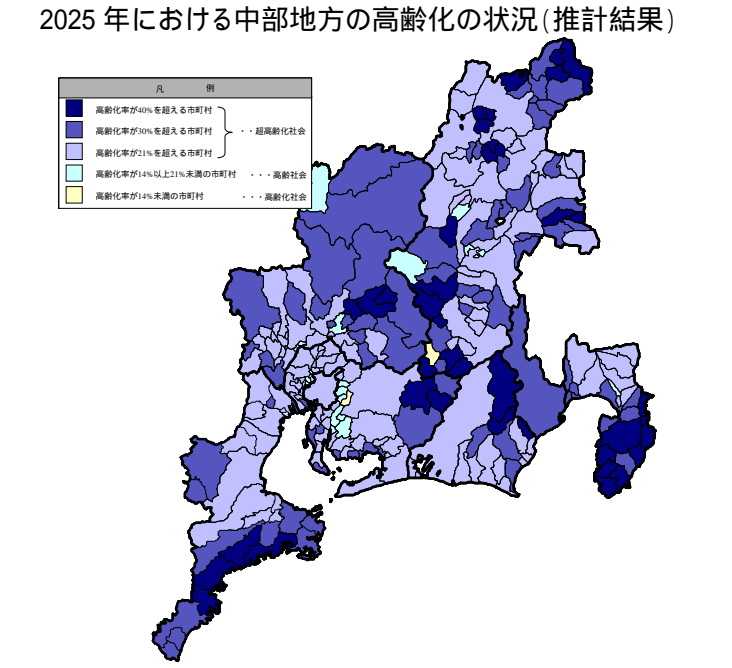 2025 年における中部地方の高齢化の状況(推計結果)
凡 例
高齢化率が40%を超える市町村
高齢化率が30%を超える市町村 ・・超高齢化社会
高齢化率が21%を超える市町村
高齢化率が14%以上21%未満の市町村 ・・・高齢社会
高齢化率が14%未満の市町村 ・・・高齢化社会